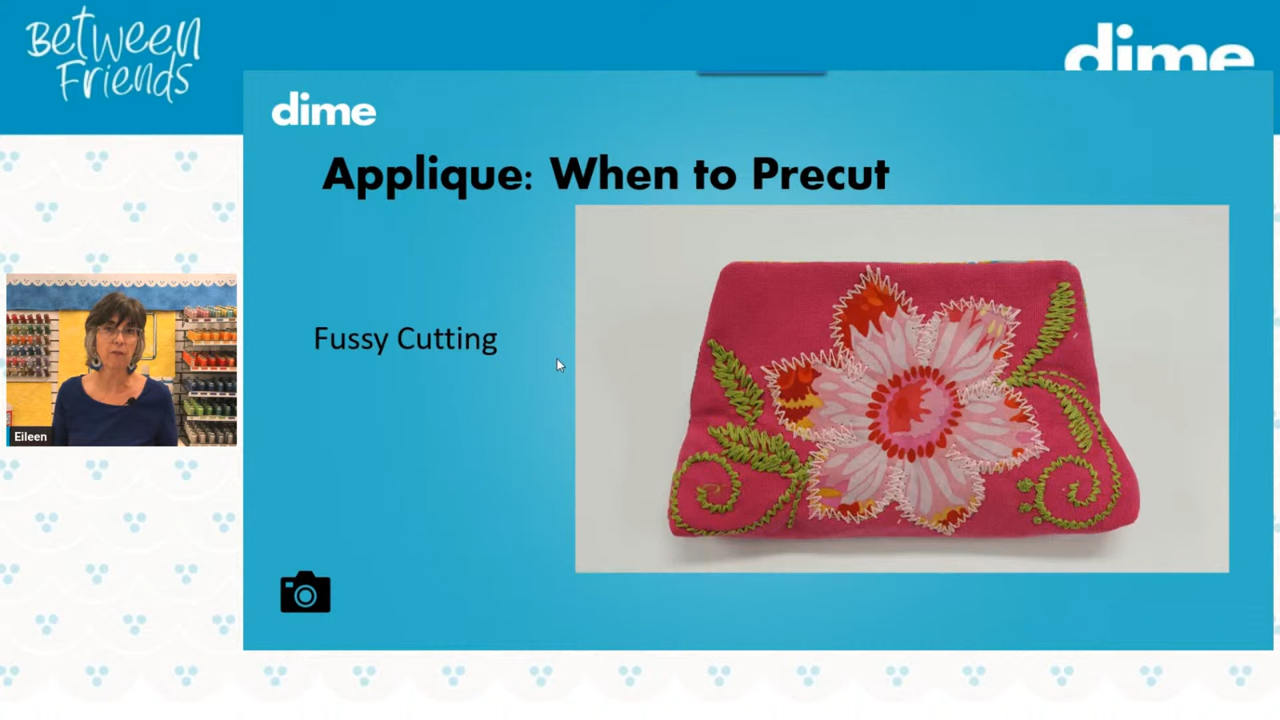 Between
Friends
dime
dime
Applique: When to Precut
Fussy Cutting
Eileen